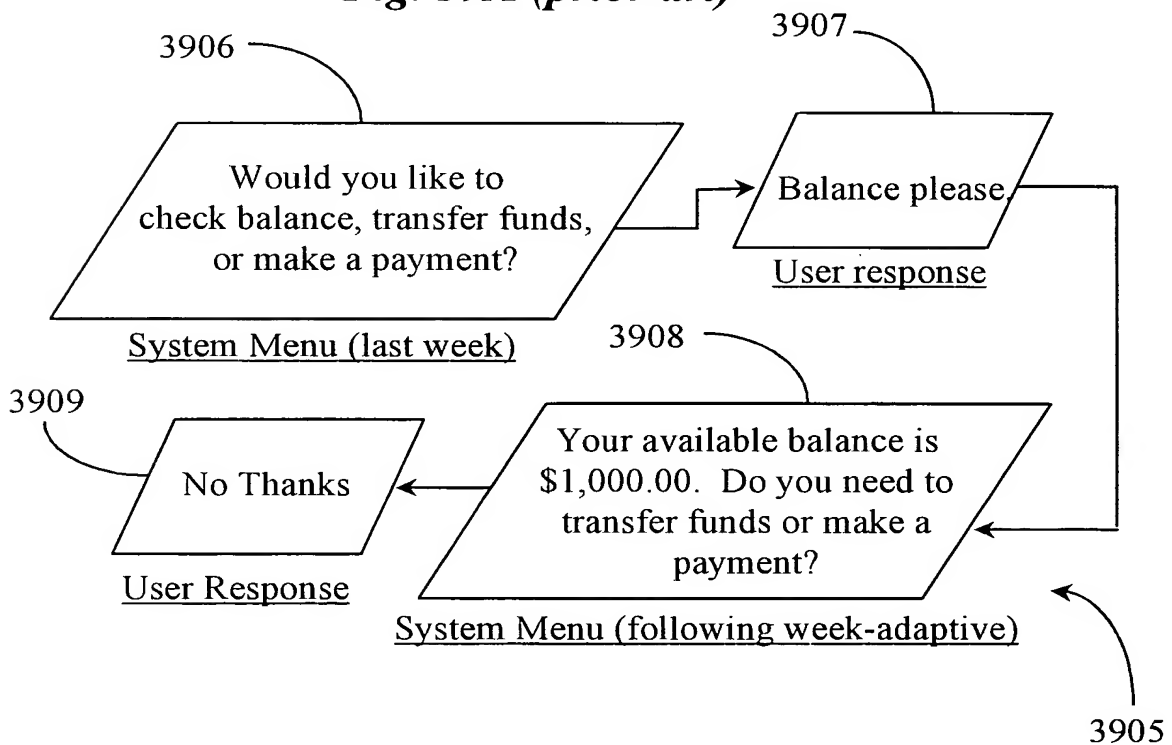 3906
3907
Would you like to
check balance, transfer funds,
or make a payment?
Balance please.
User response
System Menu (last week)
3908
3909
Your available balance is
$1,000.00. Do you need to
transfer funds or make a
payment?
No Thanks
User Response
System Menu (following week-adaptive)
3905